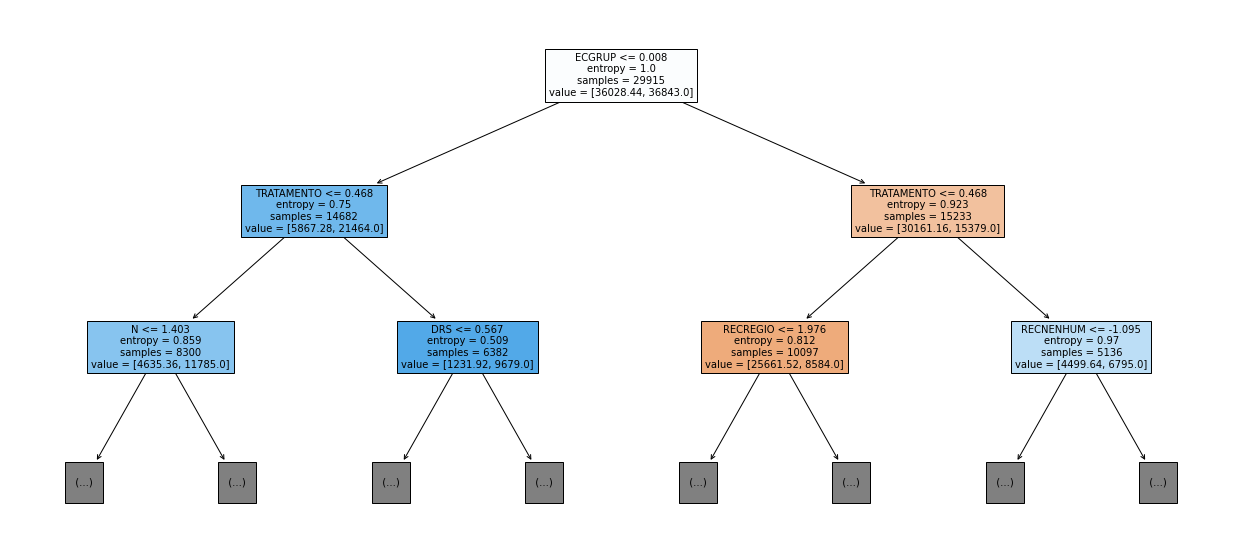 ECGRUP <= 0.008
entropy = 1.0
samples = 29915
value = [36028.44, 36843.0]
TRATAMENTO <= 0.468
entropy = 0.75
samples = 14682
value = [5867.28, 21464.0]
TRATAMENTO <= 0.468
entropy = 0.923
samples = 15233
value = [30161.16, 15379.0]
N <= 1.403
entropy = 0.859
samples = 8300
value = [4635.36, 11785.0]
DRS <= 0.567
entropy = 0.509
samples = 6382
value = [1231.92, 9679.0]
RECREGIO <= 1.976
entropy = 0.812
samples = 10097
value = [25661.52, 8584.0]
RECNENHUM <= -1.095
entropy = 0.97
samples = 5136
value = [4499.64, 6795.0]
(...)
(...)
(...)
(...)
(...)
(...)
(...)
(...)